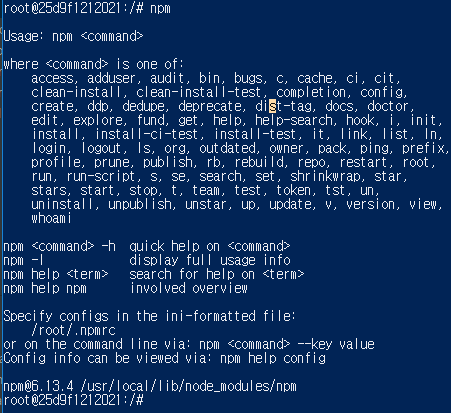 root@25d9f1212021:/# npm
Usage: npm <command>
where <command> is one of:
access, adduser, audit, bin, bugs, c, cache, ci, cit,
clean-install, clean-install-test, completion, config,
create, ddp, dedupe, deprecate, dist-tag, docs, doctor,
edit, explore, fund, get, help, help-search, hook, i, init,
install, install-ci-test, install-test, it, link, list, ln,
login, logout, ls, org, outdated, owner, pack, ping, prefix,
profile, prune, publish, rb, rebuild, repo, restart, root,
run, run-script, s, se, search, set, shrinkwrap, star,
stars, start, stop, t, team, test, token, tst, un,
uninstall, unpublish, unstar, up, update, v, version, view,
whoami
npm <command> -h  quick help on <command>
npm -l            display full usage info
npm help <term>   search for help on <term>
npm help npm      involved overview
Specify configs in the ini-formatted file:
/root/.npmrc
or on the command line via: npm <command> --key value
Config info can be viewed via: npm help config
npm@6.13.4 /usr/local/lib/node_modules/npm
root@25d9f1212021:/#